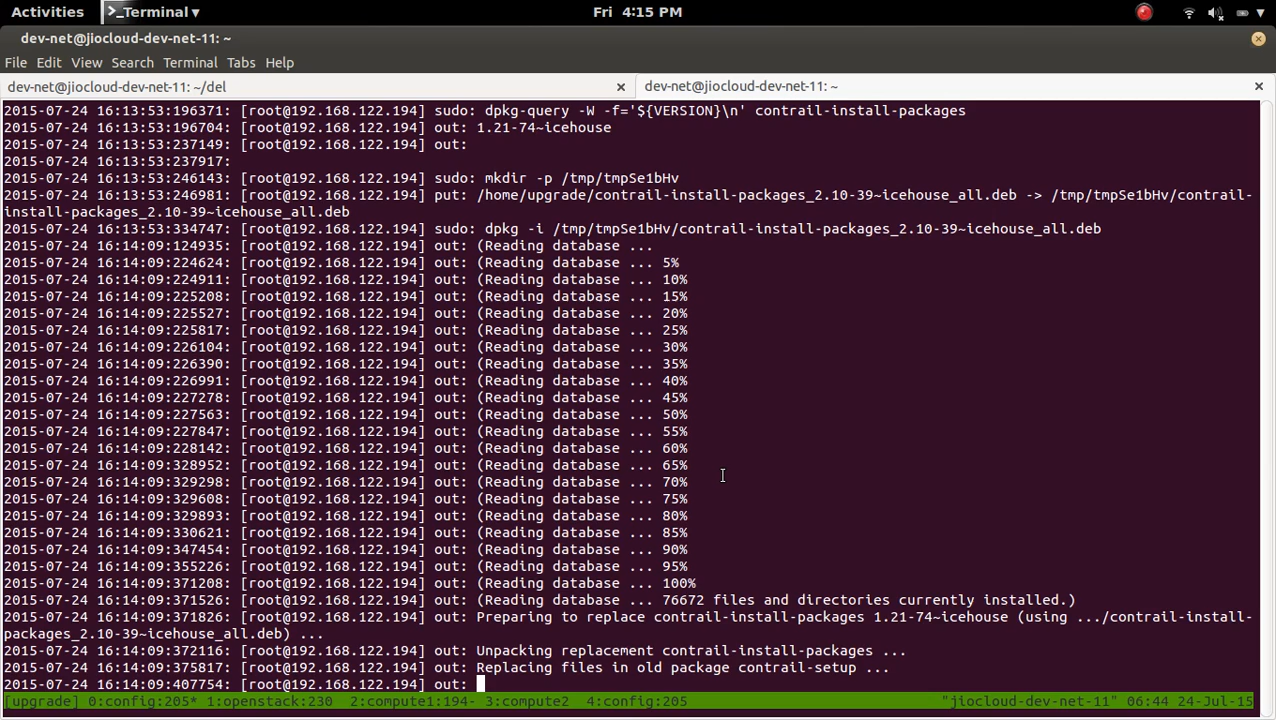 Activities
>_Terminal ▾
Fri 4:15 PM
dev-net@jiocloud-dev-net-11: ~
File Edit View Search Terminal Tabs Help
dev-net@jiocloud-dev-net-11: ~/del × dev-net@jiocloud-dev-net-11: ~ ×
2015-07-24 16:13:53:196371: [root@192.168.122.194] sudo: dpkg-query -W -f='${VERSION}\n' contrail-install-packages
2015-07-24 16:13:53:196704: [root@192.168.122.194] out: 1.21-74~icehouse
2015-07-24 16:13:53:237149: [root@192.168.122.194] out:
2015-07-24 16:13:53:237917:
2015-07-24 16:13:53:246143: [root@192.168.122.194] sudo: mkdir -p /tmp/tmpSe1bHv
2015-07-24 16:13:53:246981: [root@192.168.122.194] put: /home/upgrade/contrail-install-packages_2.10-39~icehouse_all.deb -> /tmp/tmpSe1bHv/contrail-
install-packages_2.10-39~icehouse_all.deb
2015-07-24 16:13:53:334747: [root@192.168.122.194] sudo: dpkg -i /tmp/tmpSe1bHv/contrail-install-packages_2.10-39~icehouse_all.deb
2015-07-24 16:14:09:124935: [root@192.168.122.194] out: (Reading database ...
2015-07-24 16:14:09:224624: [root@192.168.122.194] out: (Reading database ... 5%
2015-07-24 16:14:09:224911: [root@192.168.122.194] out: (Reading database ... 10%
2015-07-24 16:14:09:225208: [root@192.168.122.194] out: (Reading database ... 15%
2015-07-24 16:14:09:225527: [root@192.168.122.194] out: (Reading database ... 20%
2015-07-24 16:14:09:225817: [root@192.168.122.194] out: (Reading database ... 25%
2015-07-24 16:14:09:226104: [root@192.168.122.194] out: (Reading database ... 30%
2015-07-24 16:14:09:226390: [root@192.168.122.194] out: (Reading database ... 35%
2015-07-24 16:14:09:226991: [root@192.168.122.194] out: (Reading database ... 40%
2015-07-24 16:14:09:227278: [root@192.168.122.194] out: (Reading database ... 45%
2015-07-24 16:14:09:227563: [root@192.168.122.194] out: (Reading database ... 50%
2015-07-24 16:14:09:227847: [root@192.168.122.194] out: (Reading database ... 55%
2015-07-24 16:14:09:228142: [root@192.168.122.194] out: (Reading database ... 60%
2015-07-24 16:14:09:328952: [root@192.168.122.194] out: (Reading database ... 65%
2015-07-24 16:14:09:329298: [root@192.168.122.194] out: (Reading database ... 70%
2015-07-24 16:14:09:329608: [root@192.168.122.194] out: (Reading database ... 75%
2015-07-24 16:14:09:329893: [root@192.168.122.194] out: (Reading database ... 80%
2015-07-24 16:14:09:330621: [root@192.168.122.194] out: (Reading database ... 85%
2015-07-24 16:14:09:347454: [root@192.168.122.194] out: (Reading database ... 90%
2015-07-24 16:14:09:355226: [root@192.168.122.194] out: (Reading database ... 95%
2015-07-24 16:14:09:371208: [root@192.168.122.194] out: (Reading database ... 100%
2015-07-24 16:14:09:371526: [root@192.168.122.194] out: (Reading database ... 76672 files and directories currently installed.)
2015-07-24 16:14:09:371826: [root@192.168.122.194] out: Preparing to replace contrail-install-packages 1.21-74~icehouse (using .../contrail-install-
packages_2.10-39~icehouse_all.deb) ...
2015-07-24 16:14:09:372116: [root@192.168.122.194] out: Unpacking replacement contrail-install-packages ...
2015-07-24 16:14:09:375817: [root@192.168.122.194] out: Replacing files in old package contrail-setup ...
2015-07-24 16:14:09:407754: [root@192.168.122.194] out:
[upgrade] 0:config:205* 1:openstack:230 2:compute1:194- 3:compute2 4:config:205 "jiocloud-dev-net-11" 06:44 24-Jul-15